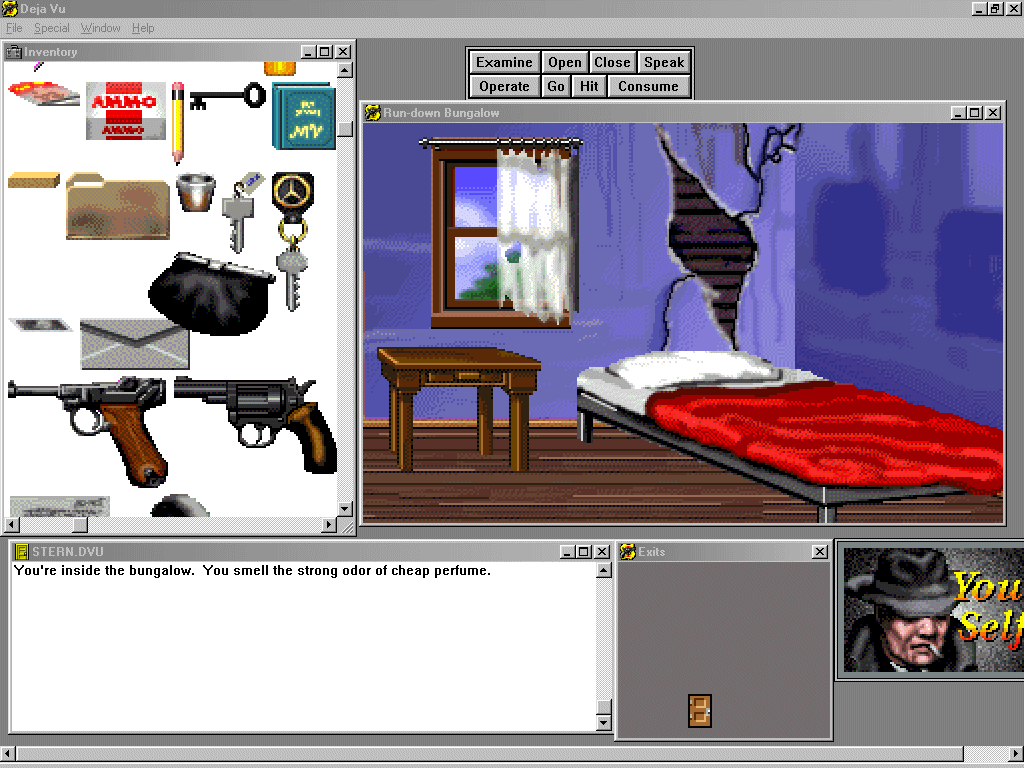 Deja Vu
File Special Window Help
Inventory
AMMO
AMMO
MV
Examine Open Close Speak
Operate Go Hit Consume
Run-down Bungalow
STERN.DVU
You're inside the bungalow. You smell the strong odor of cheap perfume.
Exits
You
Self